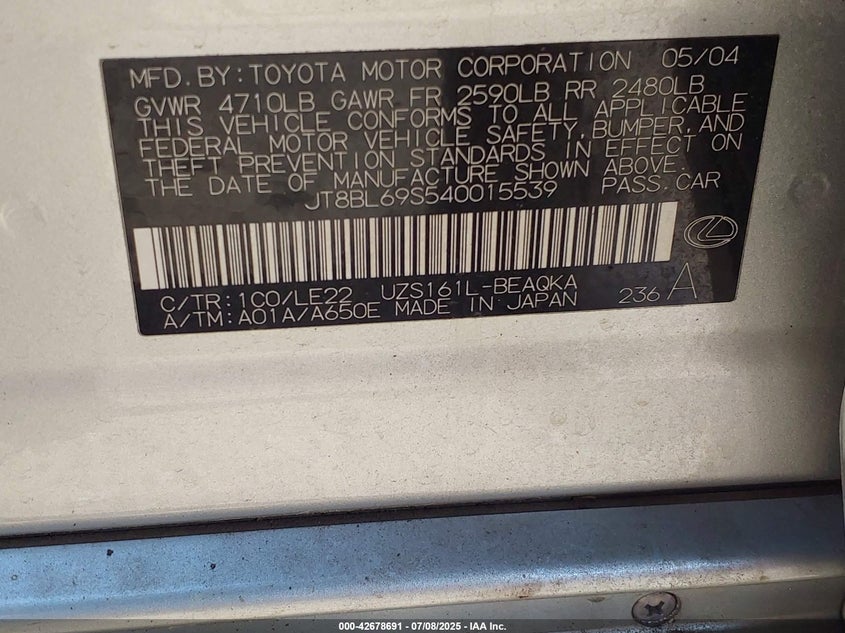 MFD. BY: TOYOTA MOTOR CORPORATION 05/04
GVWR 4710LB GAWR FR 2590LB RR 2480LB
THIS VEHICLE CONFORMS TO ALL APPLICABLE
FEDERAL MOTOR VEHICLE SAFETY, BUMPER, AND
THEFT PREVENTION STANDARDS IN EFFECT ON
THE DATE OF MANUFACTURE SHOWN ABOVE.
JT8BL69S540015539 PASS. CAR
C/TR: 1C0/LE22 UZS161L-BEAQKA
A/TM: A01A/A650E MADE IN JAPAN 236 A
000-42678691 - 07/08/2025 - IAA Inc.